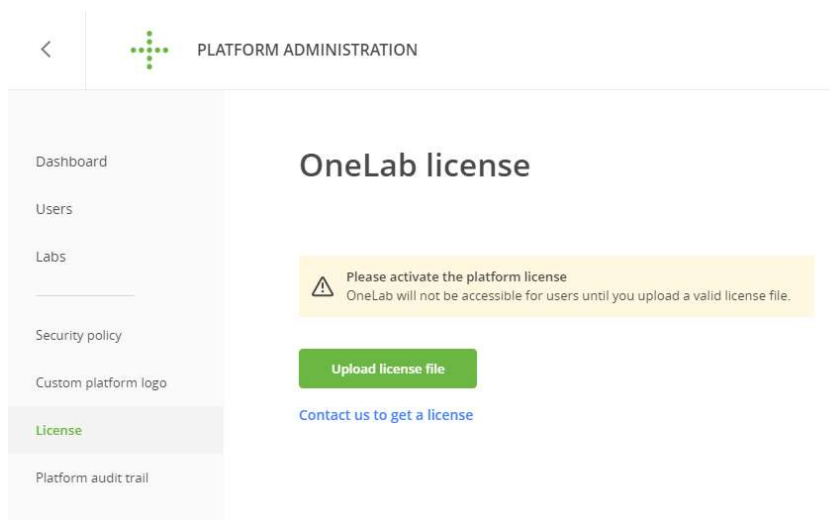 PLATFORM ADMINISTRATION
Dashboard
Users
Labs
Security policy
Custom platform logo
License
Platform audit trail
OneLab license
Please activate the platform license
OneLab will not be accessible for users until you upload a valid license file.
Upload license file
Contact us to get a license